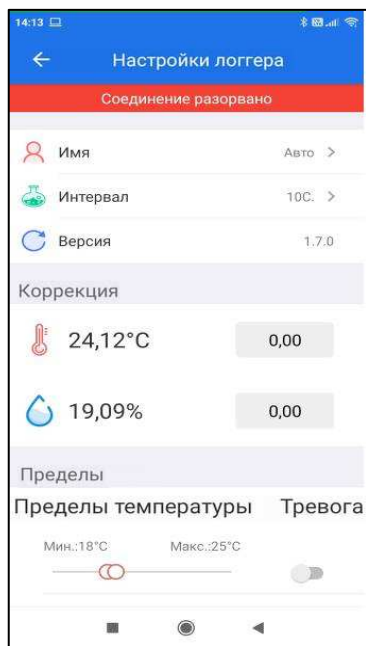 14:13
Настройки логгера
Соединение разорвано
Имя Авто >
Интервал 10С. >
Версия 1.7.0
Коррекция
24,12°C 0,00
19,09% 0,00
Пределы
Пределы температуры Тревога
Мин.:18°C Макс.:25°C